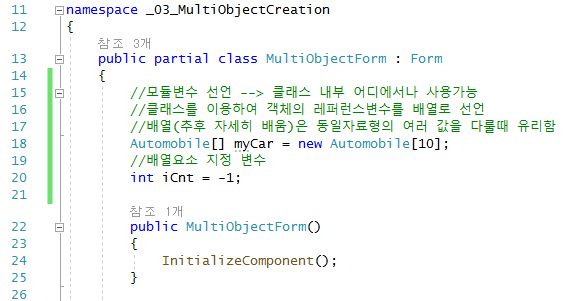 11 namespace _03_MultiObjectCreation
12 {
참조 3개
13 public partial class MultiObjectForm : Form
14 {
15 //모듈변수 선언 --> 클래스 내부 어디에서나 사용가능
16 //클래스를 이용하여 객체의 레퍼런스변수를 배열로 선언
17 //배열(추후 자세히 배움)은 동일자료형의 여러 값을 다룰때 유리함
18 Automobile[] myCar = new Automobile[10];
19 //배열요소 지정 변수
20 int iCnt = -1;
21
참조 1개
22 public MultiObjectForm()
23 {
24 InitializeComponent();
25 }
26